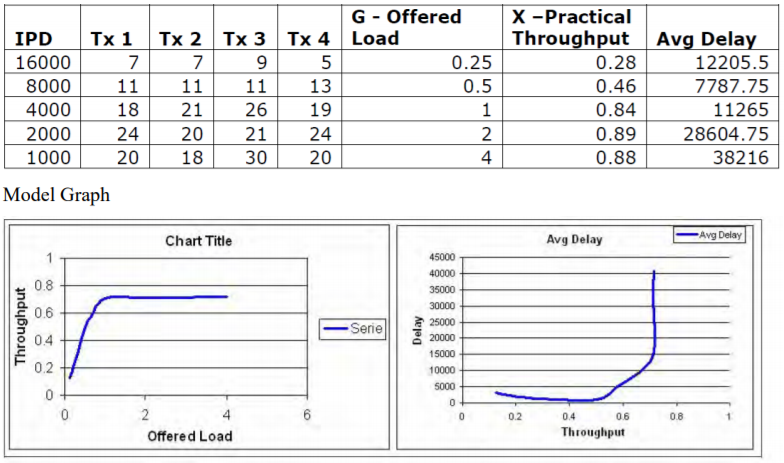 IPD Tx 1 Tx 2 Tx 3 Tx 4 G - Offered Load X –Practical Throughput Avg Delay
16000 7 7 9 5 0.25 0.28 12205.5
8000 11 11 11 13 0.5 0.46 7787.75
4000 18 21 26 19 1 0.84 11265
2000 24 20 21 24 2 0.89 28604.75
1000 20 18 30 20 4 0.88 38216
Model Graph
Chart Title
Throughput
1
0.8
0.6
0.4
0.2
0
0 2 4 6
Offered Load
Serie
Avg Delay
Avg Delay
Delay
45000
40000
35000
30000
25000
20000
15000
10000
5000
0
0 0.2 0.4 0.6 0.8 1
Throughput